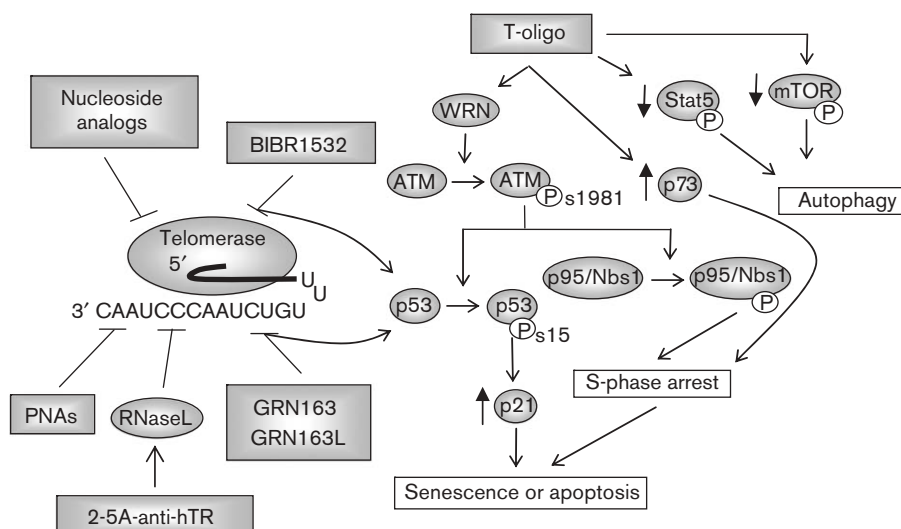 T-oligo
Nucleoside
analogs
BIBR1532
WRN
Stat5
P
mTOR
P
ATM
ATM
P s1981
p73
Autophagy
Telomerase
5′
U
U
3′ CAAUCCCAAUCUGU
p53
p53
P s15
p95/Nbs1
p95/Nbs1
P
PNAs
RNaseL
GRN163
GRN163L
p21
S-phase arrest
2-5A-anti-hTR
Senescence or apoptosis